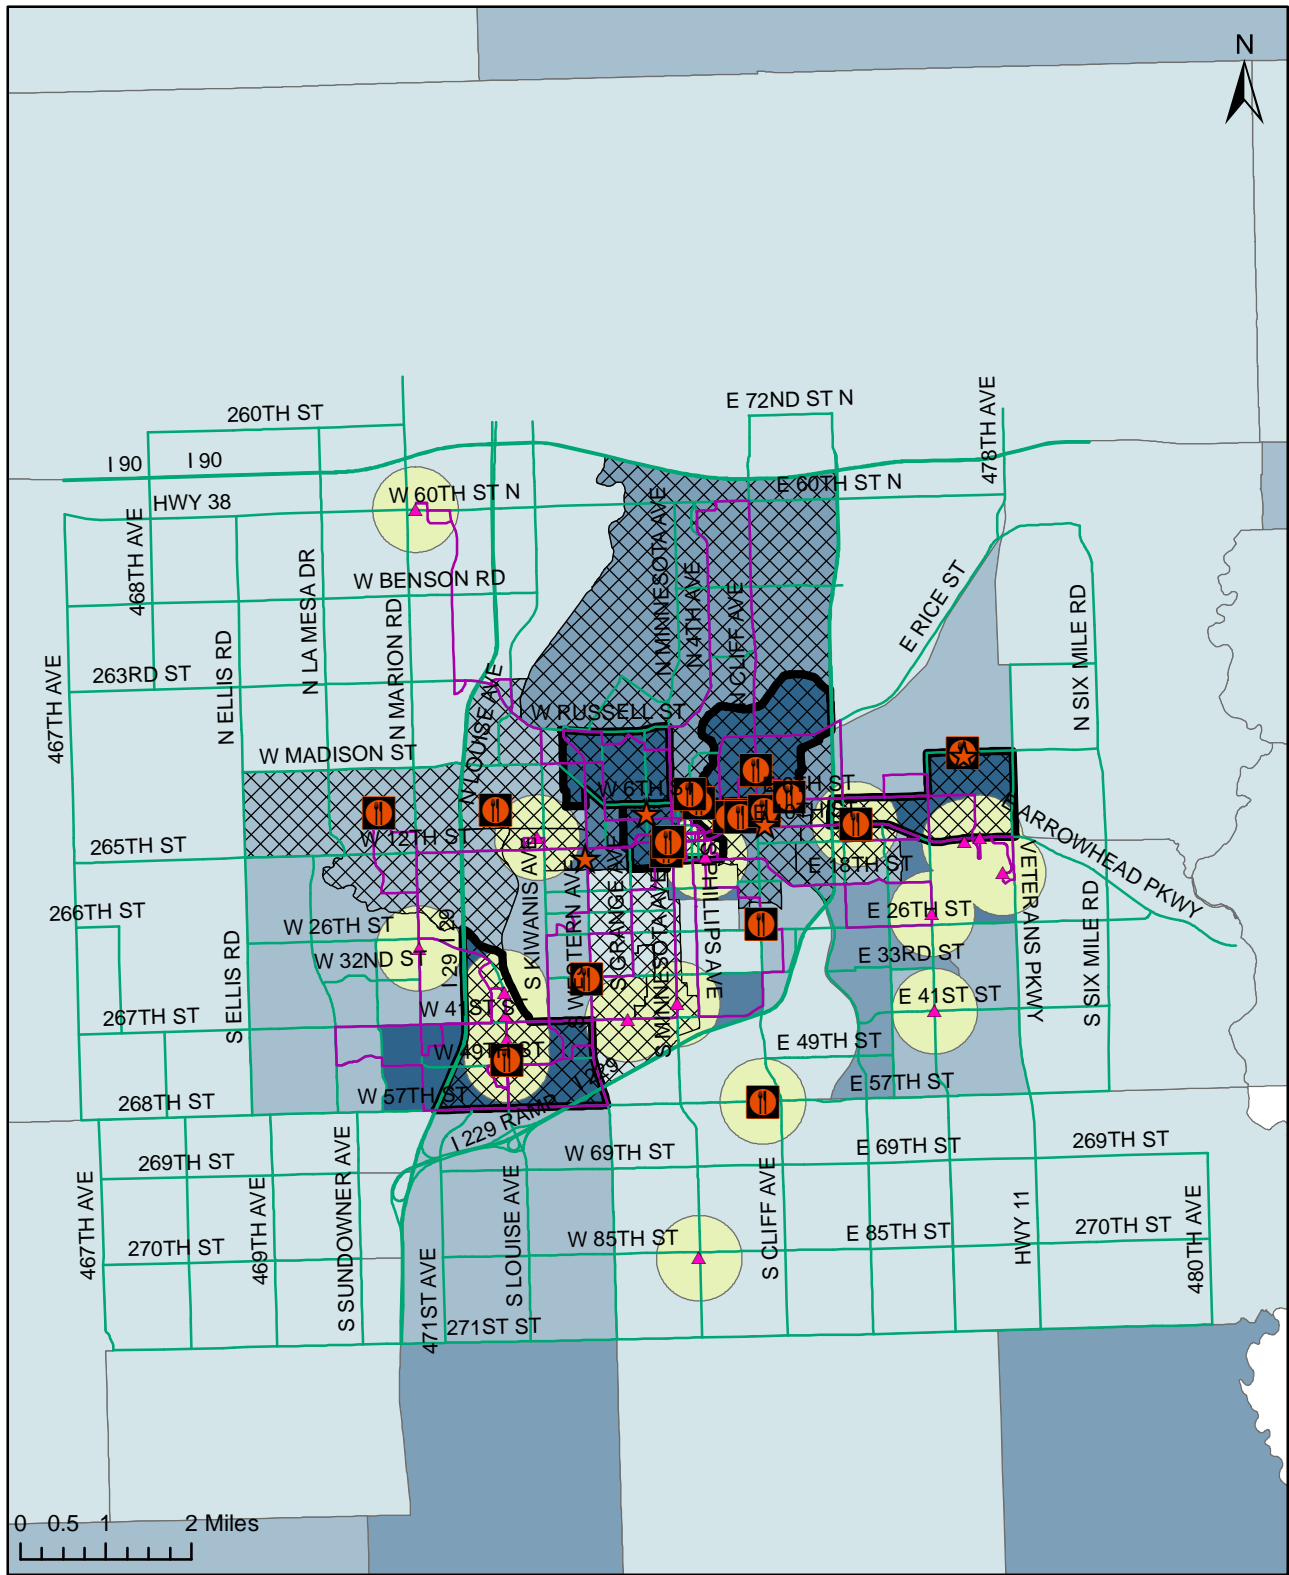 N
E 72ND ST N
478TH AVE
260TH ST
I 90
I 90
W 60TH ST N
E 60TH ST N
HWY 38
468TH AVE
N MINNESOTA AVE
W BENSON RD
N LA MESA DR
N MARION RD
N 4TH AVE
N CLIFF AVE
E RICE ST
N SIX MILE RD
467TH AVE
263RD ST
N ELLIS RD
N LOUISE AVE
W RUSSELL ST
W MADISON ST
W 6TH ST
E 10TH ST
E ARROWHEAD PKWY
W 12TH ST
265TH ST
E 18TH ST
S KIWANIS AVE
S WESTERN AVE
S GRANGE AVE
S MINNESOTA AVE
S PHILLIPS AVE
VETERANS PKWY
S SIX MILE RD
266TH ST
W 26TH ST
E 26TH ST
I 29
I 29
S ELLIS RD
W 32ND ST
E 33RD ST
W 41ST ST
E 41ST ST
267TH ST
W 49TH ST
E 49TH ST
I 229
W 57TH ST
E 57TH ST
268TH ST
I 229 RAMP
269TH ST
W 69TH ST
E 69TH ST
269TH ST
467TH AVE
469TH AVE
S SUNDOWNER AVE
S LOUISE AVE
S CLIFF AVE
HWY 11
480TH AVE
270TH ST
W 85TH ST
E 85TH ST
270TH ST
471ST AVE
271ST ST
0 0.5 1 2 Miles